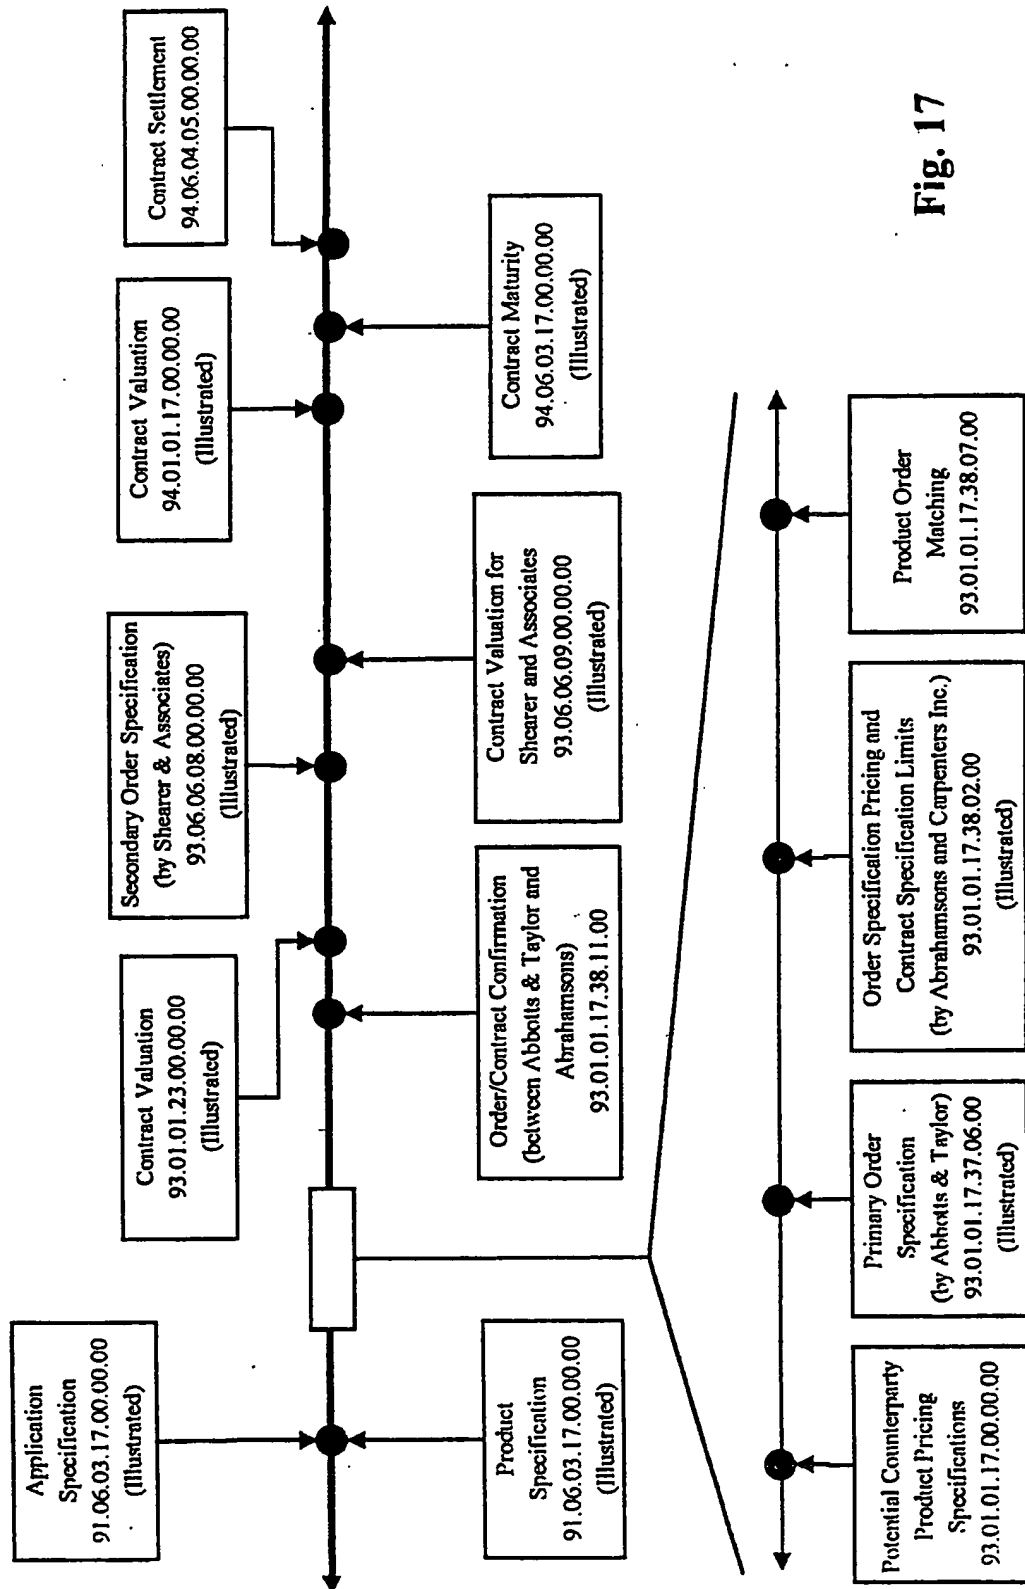 Application
Specification
91.06.03.17.00.00.00
(Illustrated)
Contract Valuation
93.01.01.23.00.00.00
(Illustrated)
Secondary Order Specification
(by Shearer & Associates)
93.06.06.08.00.00.00
(Illustrated)
Contract Valuation
94.01.01.17.00.00.00
(Illustrated)
Contract Settlement
94.06.04.05.00.00.00
Product
Specification
91.06.03.17.00.00.00
(Illustrated)
Order/Contract Confirmation
(between Abbotts & Taylor and
Abrahamsons)
93.01.01.17.38.11.00
Contract Valuation for
Shearer and Associates
93.06.06.09.00.00.00
(Illustrated)
Contract Maturity
94.06.03.17.00.00.00
(Illustrated)
Potential Counterparty
Product Pricing
Specifications
93.01.01.17.00.00.00
Primary Order
Specification
(by Abbotts & Taylor)
93.01.01.17.37.06.00
(Illustrated)
Order Specification Pricing and
Contract Specification Limits
(by Abrahamsons and Carpenters Inc.)
93.01.01.17.38.02.00
(Illustrated)
Product Order
Matching
93.01.01.17.38.07.00
Fig. 17